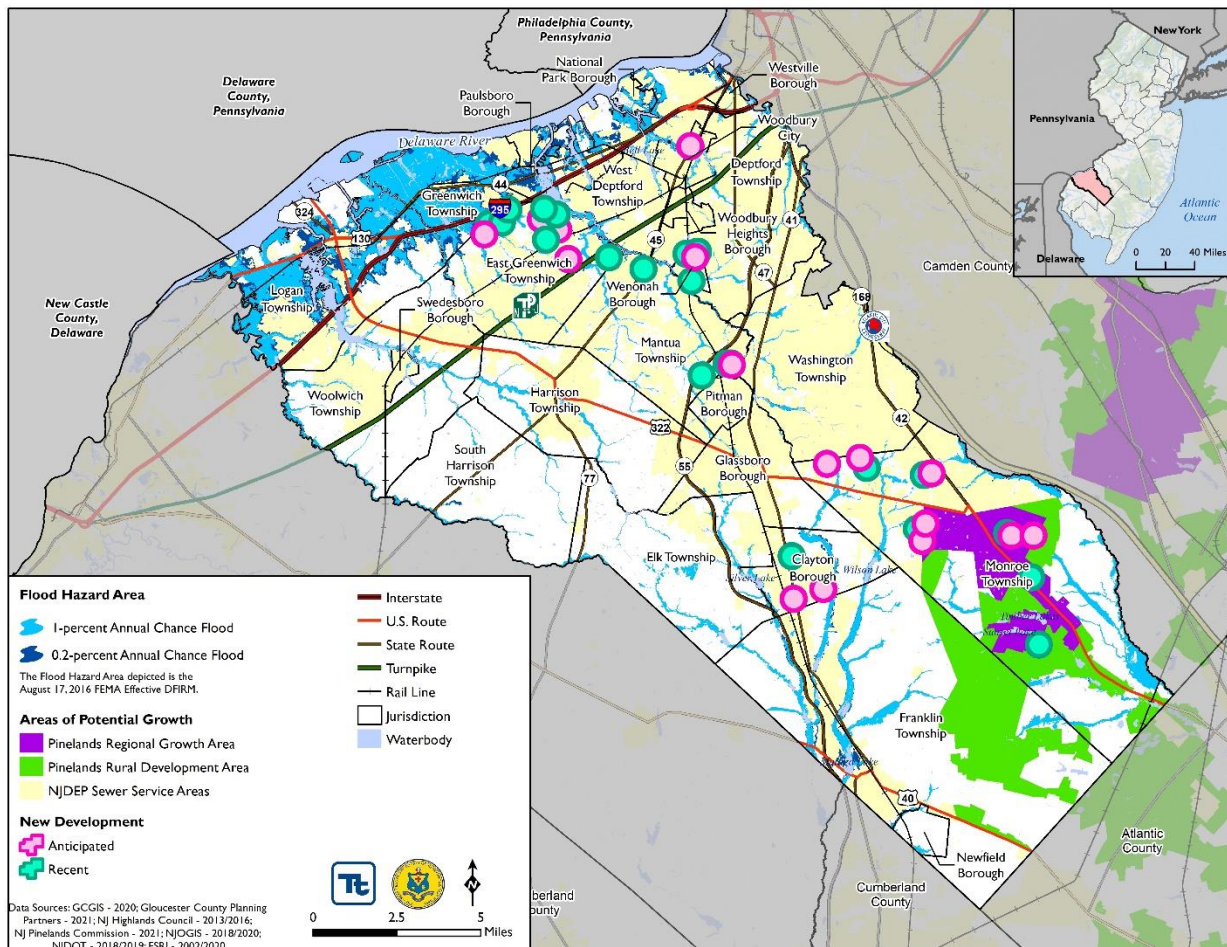 Philadelphia County,
Pennsylvania
New York
National
Park Borough
Westville
Borough
Delaware
County,
Pennsylvania
Paulsboro
Borough
Pennsylvania
Woodbury
City
Delaware River
West
Deptford
Township
Deptford
Township
44
Greenwich
Township
295
324
41
Atlantic
Ocean
130
Woodbury
Heights
Borough
45
East Greenwich
Township
0 20 40 Miles
Delaware
Camden County
47
Logan
Township
New Castle
County,
Delaware
Swedesboro
Borough
Wenonah
Borough
168
Mantua
Township
Washington
Township
Woolwich
Township
Harrison
Township
Pitman
Borough
322
42
South
Harrison
Township
Glassboro
Borough
55
77
Elk Township
Clayton
Borough
Wilson Lake
Silver Lake
Monroe
Township
Franklin
Township
40
Newfield
Borough
Atlantic
County
Cumberland
County
Flood Hazard Area
1-percent Annual Chance Flood
0.2-percent Annual Chance Flood
The Flood Hazard Area depicted is the
August 17, 2016 FEMA Effective DFIRM.
Areas of Potential Growth
Pinelands Regional Growth Area
Pinelands Rural Development Area
NJDEP Sewer Service Areas
New Development
Anticipated
Recent
Interstate
U.S. Route
State Route
Turnpike
Rail Line
Jurisdiction
Waterbody
Data Sources: GCGIS - 2020; Gloucester County Planning
Partners - 2021; NJ Highlands Council - 2013/2016;
NJ Pinelands Commission - 2021; NJOGIS - 2018/2020;
NJDOT - 2018/2019; ESRI - 2002/2020
Tt
N
0 2.5 5
Miles